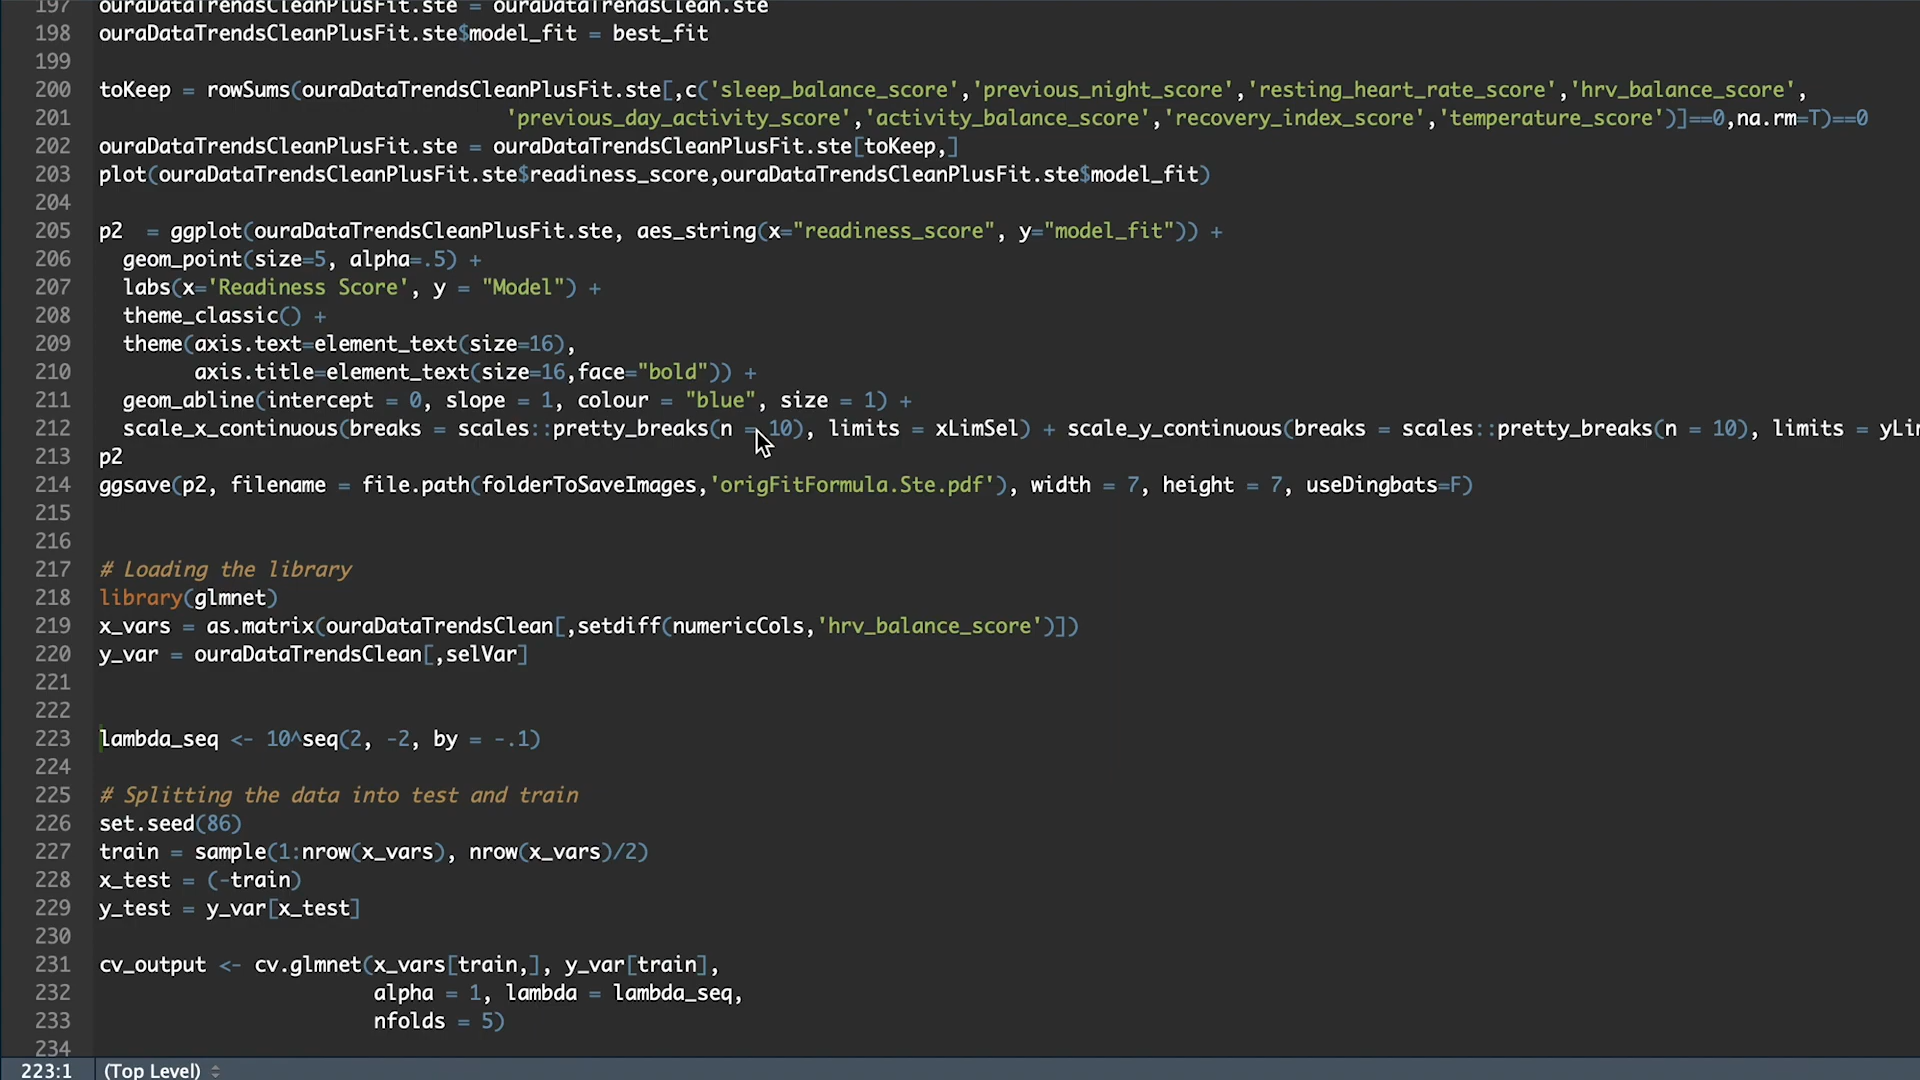 197 ouraDataTrendsCleanPlusFit.ste = ouraDataTrendsClean.ste
198 ouraDataTrendsCleanPlusFit.ste$model_fit = best_fit
199
200 toKeep = rowSums(ouraDataTrendsCleanPlusFit.ste[,c('sleep_balance_score','previous_night_score','resting_heart_rate_score','hrv_balance_score',
201 'previous_day_activity_score','activity_balance_score','recovery_index_score','temperature_score')]==0,na.rm=T)==0
202 ouraDataTrendsCleanPlusFit.ste = ouraDataTrendsCleanPlusFit.ste[toKeep,]
203 plot(ouraDataTrendsCleanPlusFit.ste$readiness_score,ouraDataTrendsCleanPlusFit.ste$model_fit)
204
205 p2  = ggplot(ouraDataTrendsCleanPlusFit.ste, aes_string(x="readiness_score", y="model_fit")) +
206 geom_point(size=5, alpha=.5) +
207 labs(x='Readiness Score', y = "Model") +
208 theme_classic() +
209 theme(axis.text=element_text(size=16),
210 axis.title=element_text(size=16,face="bold")) +
211 geom_abline(intercept = 0, slope = 1, colour = "blue", size = 1) +
212 scale_x_continuous(breaks = scales::pretty_breaks(n = 10), limits = xLimSel) + scale_y_continuous(breaks = scales::pretty_breaks(n = 10), limits =
213 p2
214 ggsave(p2, filename = file.path(folderToSaveImages,'origFitFormula.Ste.pdf'), width = 7, height = 7, useDingbats=F)
215
216
217 # Loading the library
218 library(glmnet)
219 x_vars = as.matrix(ouraDataTrendsClean[,setdiff(numericCols,'hrv_balance_score')])
220 y_var = ouraDataTrendsClean[,selVar]
221
222
223 lambda_seq <- 10^seq(2, -2, by = -.1)
224
225 # Splitting the data into test and train
226 set.seed(86)
227 train = sample(1:nrow(x_vars), nrow(x_vars)/2)
228 x_test = (-train)
229 y_test = y_var[x_test]
230
231 cv_output <- cv.glmnet(x_vars[train,], y_var[train],
232 alpha = 1, lambda = lambda_seq,
233 nfolds = 5)
234
223:1 (Top Level)